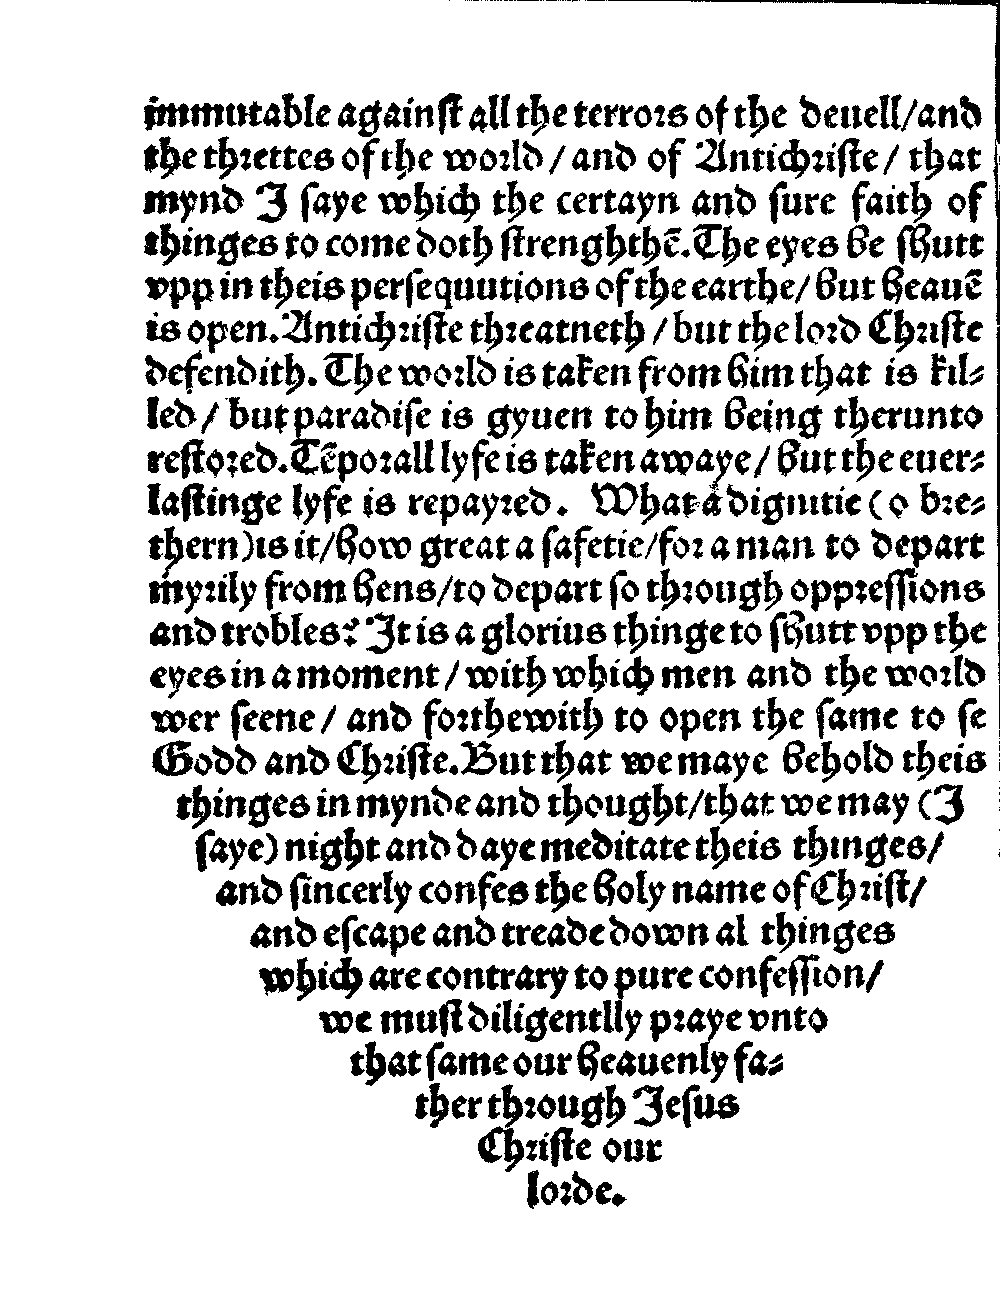 immutable againſt all the terrors of the deuell/and
the threttes of the world / and of Antichriſte / that
mynd I ſaye which the certayn and ſure faith of
thinges to come doth ſtrenghthē. The eyes be ſhutt
vpp in theis perſequutions of the earthe/ but heauē
is open. Antichriſte threatneth / but the lord Chriſte
defendith. The world is taken from him that is kil⸗
led / but paradiſe is gyuen to him being therunto
reſtored. Tēporall lyfe is taken awaye / but the euer⸗
laſtinge lyfe is repayred. What a dignitie (o bre⸗
thern) is it/ how great a ſafetie/ for a man to depart
myrily from hens/ to depart ſo through oppreſſions
and trobles? It is a glorius thinge to ſhutt vpp the
eyes in a moment / with which men and the world
wer ſeene / and forthewith to open the ſame to ſe
Godd and Chriſte. But that we maye behold theis
thinges in mynde and thought/ that we may (I
ſaye) night and daye meditate theis thinges/
and ſincerly confes the holy name of Chriſt/
and eſcape and treade down al thinges
which are contrary to pure confeſſion/
we muſt diligentlly praye vnto
that ſame our heauenly fa⸗
ther through Jeſus
Chriſte our
lorde.